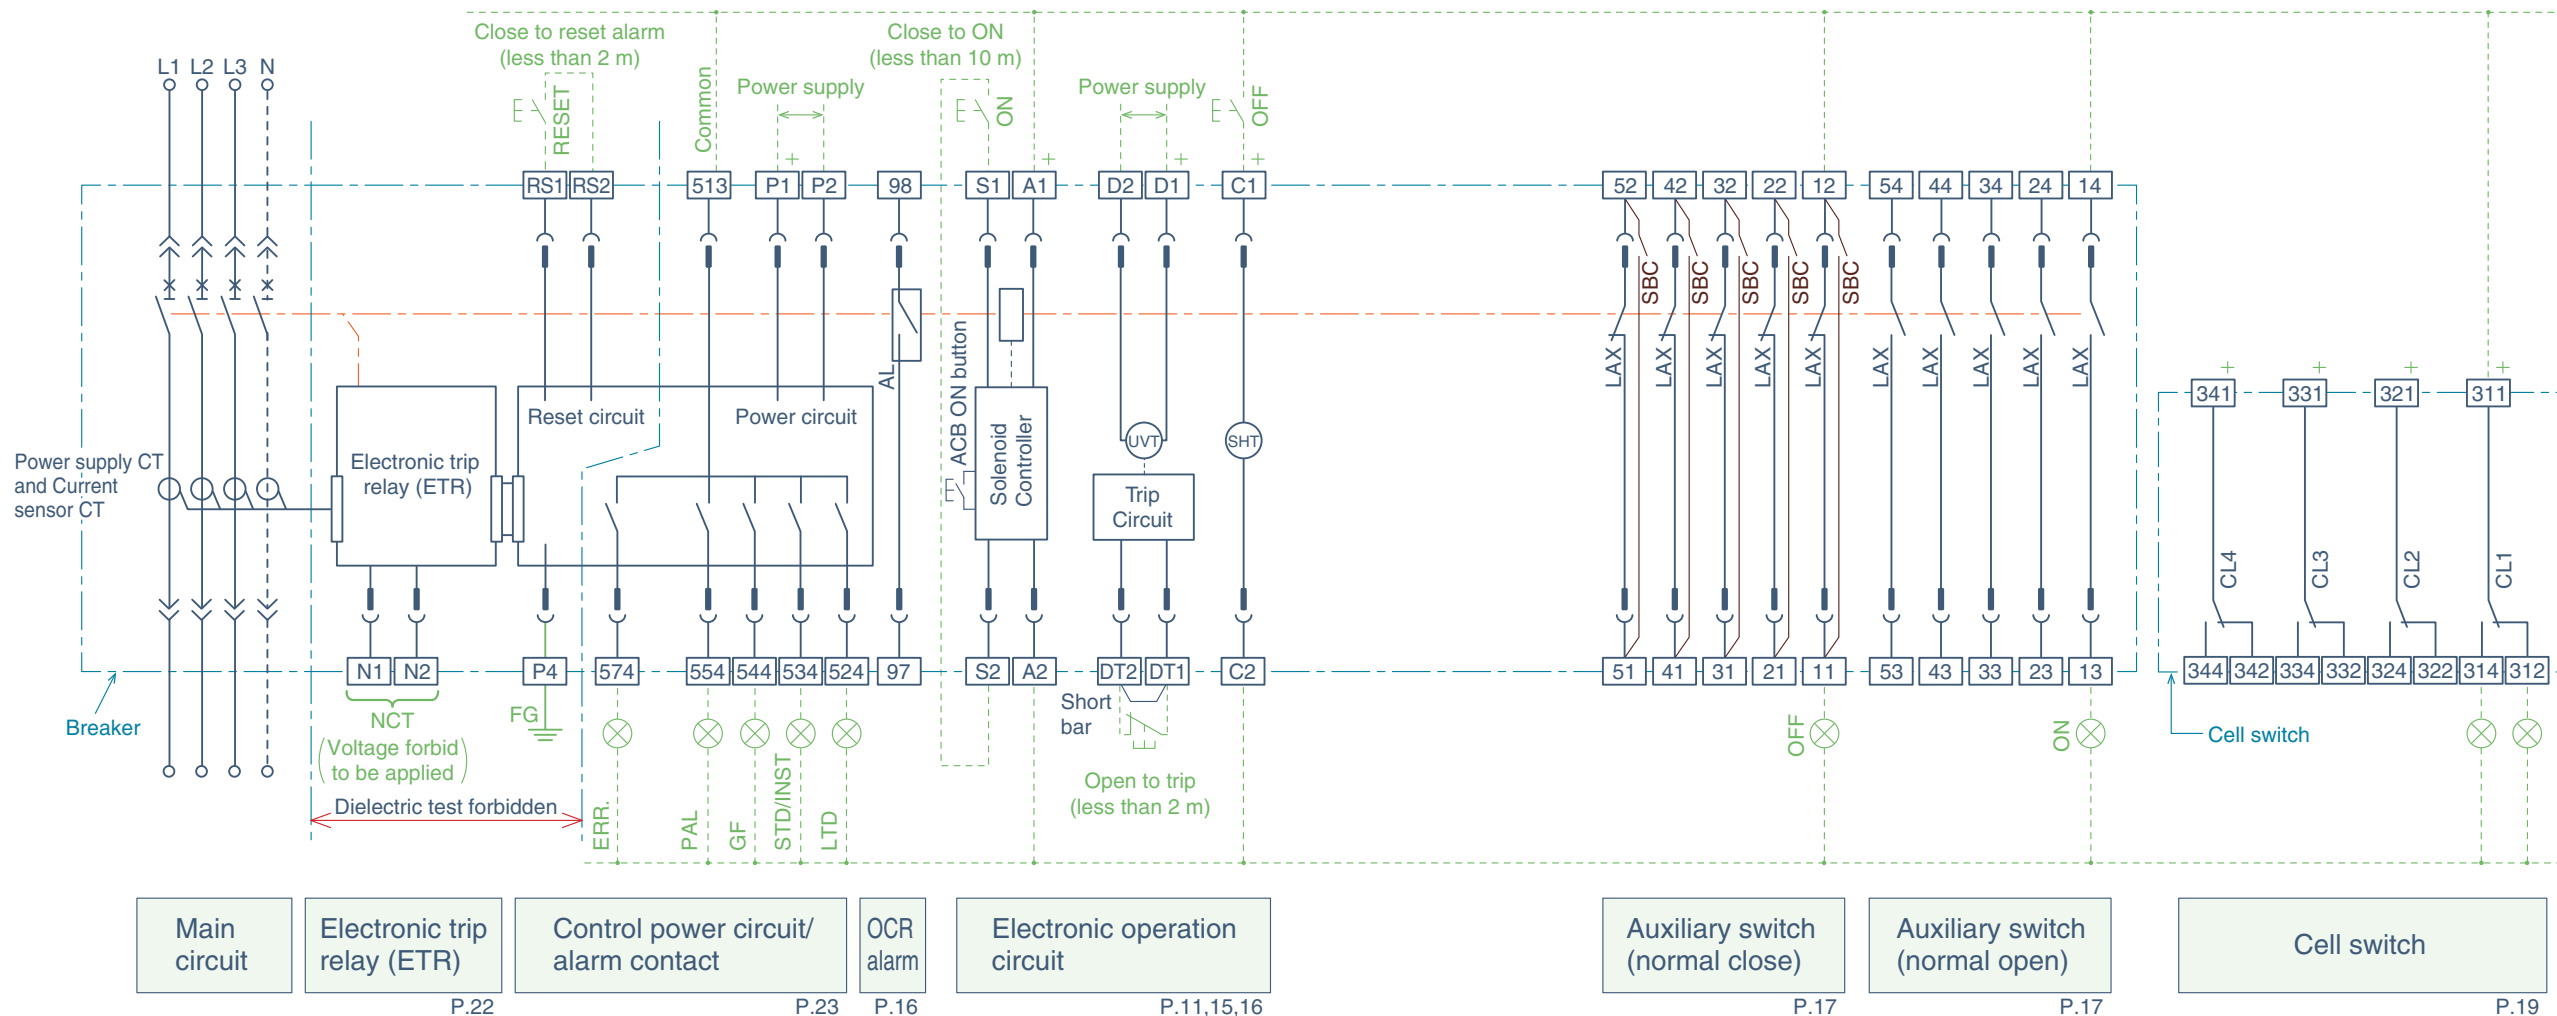 Close to reset alarm
(less than 2 m)
Close to ON
(less than 10 m)
L1 L2 L3 N
RESET
Common
Power supply
ON
Power supply
OFF
+ + + +
RS1 RS2 513 P1 P2 98 S1 A1 D2 D1 C1 52 42 32 22 12 54 44 34 24 14
SBC SBC SBC SBC SBC
AL
ACB ON button
LAX LAX LAX LAX LAX LAX LAX LAX LAX LAX
+ + + +
341 331 321 311
Reset circuit
Power circuit
Power supply CT
and Current
sensor CT
Electronic trip
relay (ETR)
Solenoid
Controller
UVT
SHT
Trip
Circuit
CL4 CL3 CL2 CL1
N1 N2 P4 574 554 544 534 524 97 S2 A2 DT2 DT1 C2 51 41 31 21 11 53 43 33 23 13
344 342 334 332 324 322 314 312
Breaker
NCT
(Voltage forbid
to be applied)
FG
Short
bar
OFF
ON
Cell switch
Open to trip
(less than 2 m)
Dielectric test forbidden
ERR.
PAL
GF
STD/INST
LTD
Main
circuit
Electronic trip
relay (ETR)
P.22
Control power circuit/
alarm contact
P.23
OCR
alarm
P.16
Electronic operation
circuit
P.11,15,16
Auxiliary switch
(normal close)
P.17
Auxiliary switch
(normal open)
P.17
Cell switch
P.19